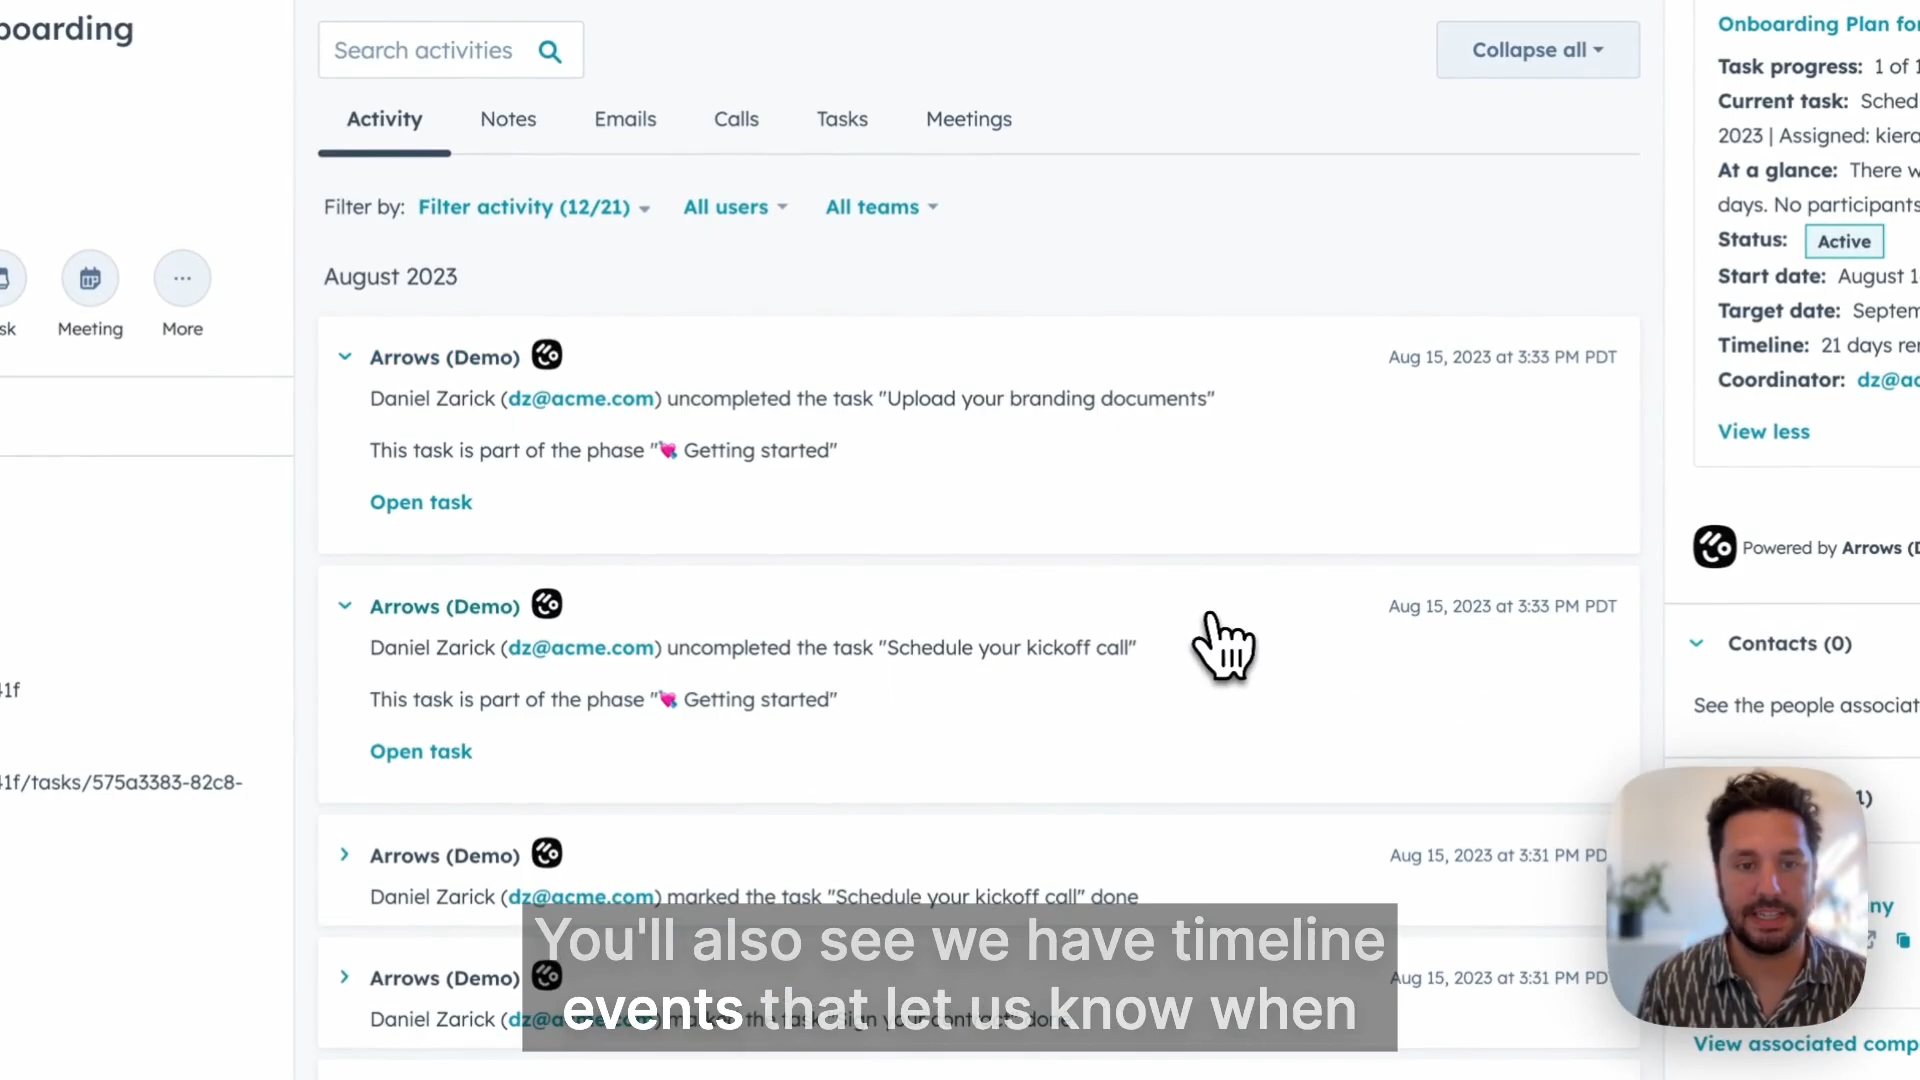 boarding
sk
Meeting
More
41f
41f/tasks/575a3383-82c8-
Search activities
Collapse all
Activity
Notes
Emails
Calls
Tasks
Meetings
Filter by: Filter activity (12/21) All users All teams
August 2023
Arrows (Demo)
Aug 15, 2023 at 3:33 PM PDT
Daniel Zarick (dz@acme.com) uncompleted the task "Upload your branding documents"
This task is part of the phase "💘 Getting started"
Open task
Arrows (Demo)
Aug 15, 2023 at 3:33 PM PDT
Daniel Zarick (dz@acme.com) uncompleted the task "Schedule your kickoff call"
This task is part of the phase "💘 Getting started"
Open task
Arrows (Demo)
Aug 15, 2023 at 3:31 PM PD
Daniel Zarick (dz@acme.com) marked the task "Schedule your kickoff call" done
Arrows (Demo)
Aug 15, 2023 at 3:31 PM PD
Daniel Zarick (dz@a
You'll also see we have timeline
events that let us know when
Onboarding Plan for
Task progress: 1 of 1
Current task: Sched
2023 | Assigned: kiera
At a glance: There w
days. No participants
Status: Active
Start date: August 1
Target date: Septem
Timeline: 21 days re
Coordinator: dz@ac
View less
Powered by Arrows (D
Contacts (0)
See the people associat
1)
ny
View associated comp